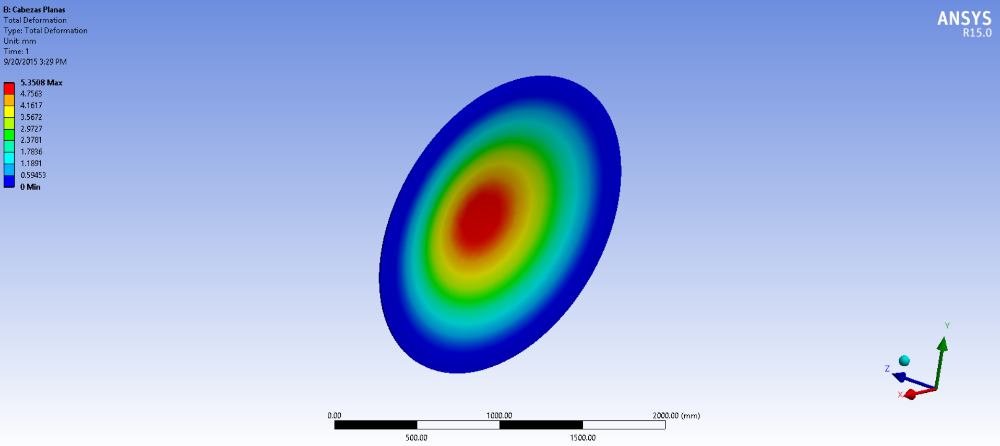 B: Cabezas Planas
Total Deformation
Type: Total Deformation
Unit: mm
Time: 1
9/20/2015 3:29 PM
ANSYS
R15.0
5.3508 Max
4.7563
4.1617
3.5672
2.9727
2.3781
1.7836
1.1891
0.59453
0 Min
Y
Z
X
0.00 1000.00 2000.00 (mm)
500.00 1500.00